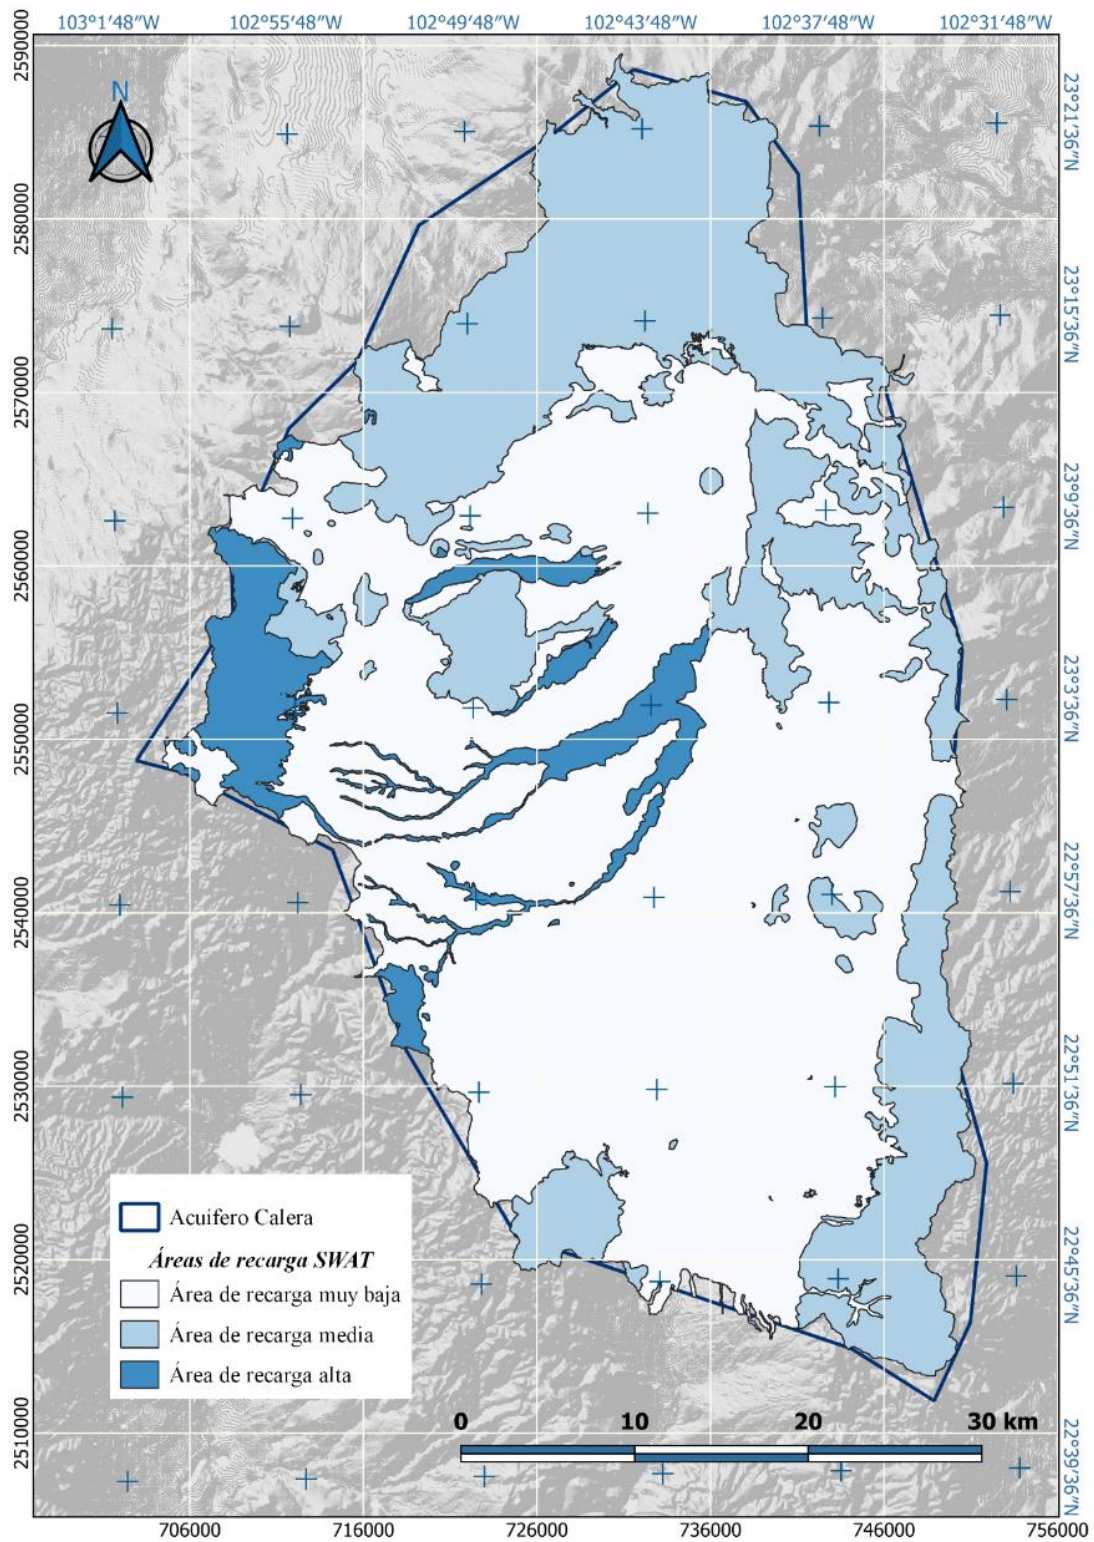 103°1'48"W 102°55'48"W 102°49'48"W 102°43'48"W 102°37'48"W 102°31'48"W
N
2590000
2580000
2570000
2560000
2550000
2540000
2530000
2520000
2510000
23°21'36"N
23°15'36"N
23°9'36"N
23°3'36"N
22°57'36"N
22°51'36"N
22°45'36"N
22°39'36"N
Acuífero Calera
Áreas de recarga SWAT
Área de recarga muy baja
Área de recarga media
Área de recarga alta
0 10 20 30 km
706000 716000 726000 736000 746000 756000